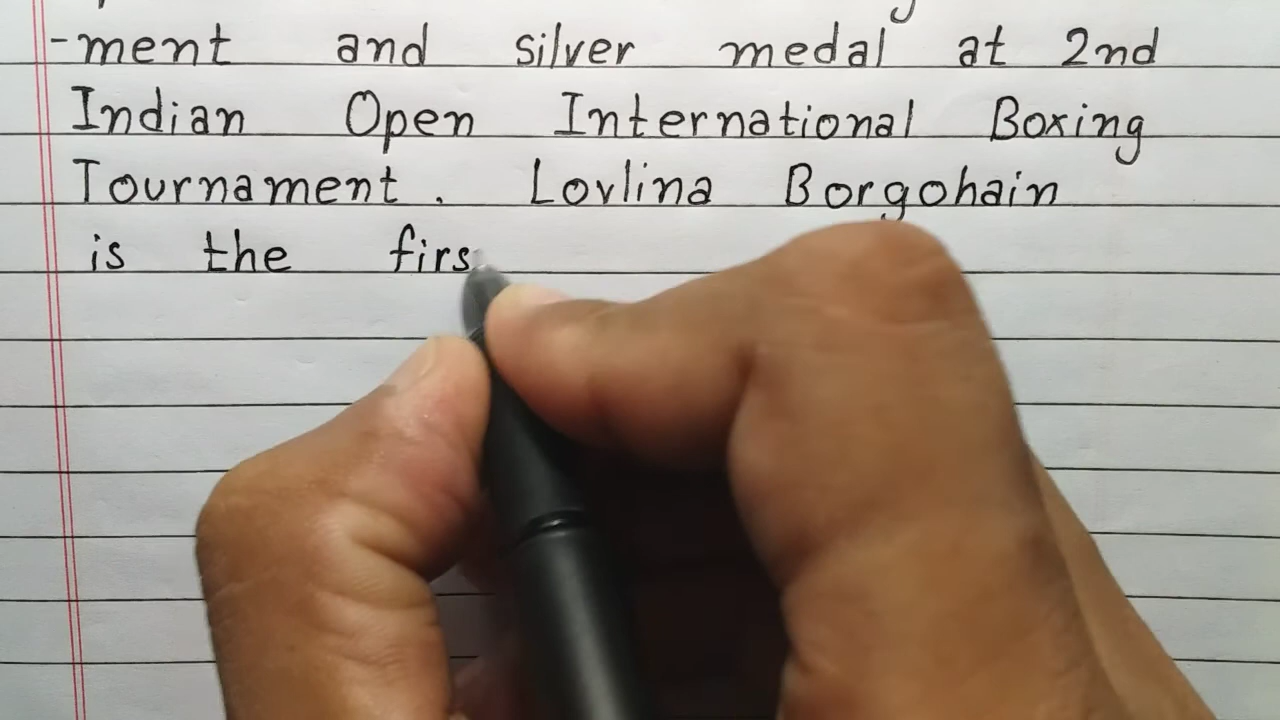 -ment and silver medal at 2nd
Indian Open International Boxing
Tournament. Lovlina Borgohain
is the firs